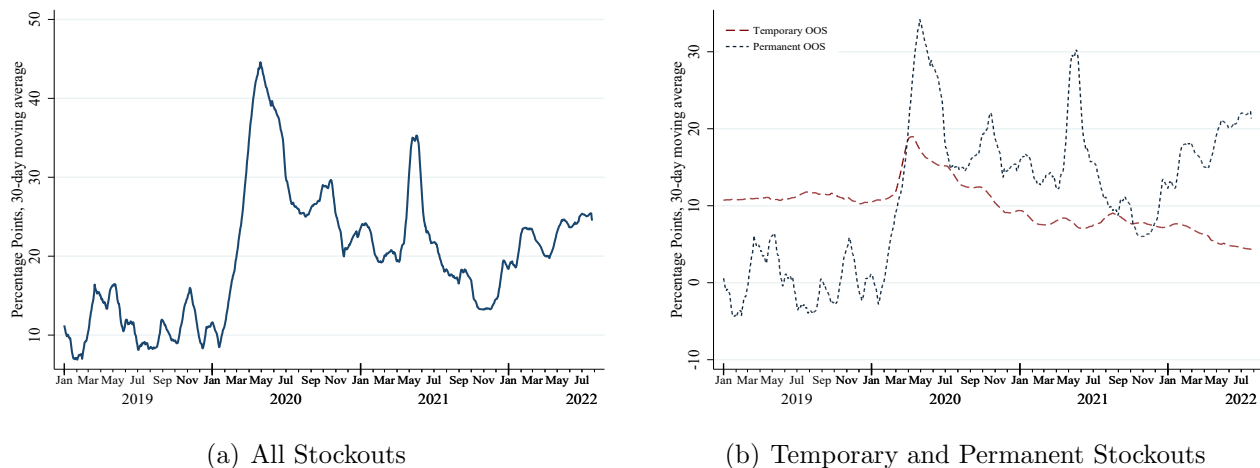 Percentage Points, 30-day moving average
50
40
30
20
10
Jan Mar May Jul Sep Nov Jan Mar May Jul Sep Nov Jan Mar May Jul Sep Nov Jan Mar May Jul
2019 2020 2021 2022
(a) All Stockouts
Percentage Points, 30-day moving average
Temporary OOS
Permanent OOS
30
20
10
0
-10
Jan Mar May Jul Sep Nov Jan Mar May Jul Sep Nov Jan Mar May Jul Sep Nov Jan Mar May Jul
2019 2020 2021 2022
(b) Temporary and Permanent Stockouts